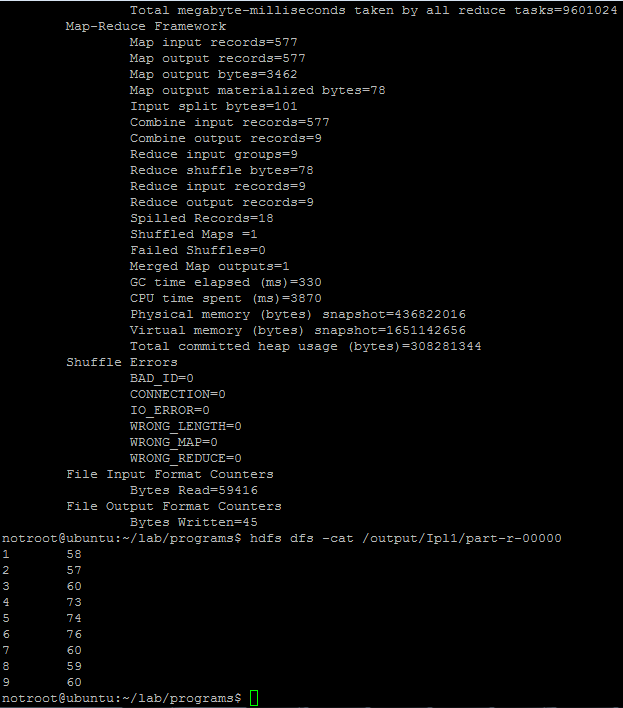 Total megabyte-milliseconds taken by all reduce tasks=9601024
Map-Reduce Framework
Map input records=577
Map output records=577
Map output bytes=3462
Map output materialized bytes=78
Input split bytes=101
Combine input records=577
Combine output records=9
Reduce input groups=9
Reduce shuffle bytes=78
Reduce input records=9
Reduce output records=9
Spilled Records=18
Shuffled Maps =1
Failed Shuffles=0
Merged Map outputs=1
GC time elapsed (ms)=330
CPU time spent (ms)=3870
Physical memory (bytes) snapshot=436822016
Virtual memory (bytes) snapshot=1651142656
Total committed heap usage (bytes)=308281344
Shuffle Errors
BAD_ID=0
CONNECTION=0
IO_ERROR=0
WRONG_LENGTH=0
WRONG_MAP=0
WRONG_REDUCE=0
File Input Format Counters
Bytes Read=59416
File Output Format Counters
Bytes Written=45
notroot@ubuntu:~/lab/programs$ hdfs dfs -cat /output/Ipl1/part-r-00000
1 58
2 57
3 60
4 73
5 74
6 76
7 60
8 59
9 60
notroot@ubuntu:~/lab/programs$